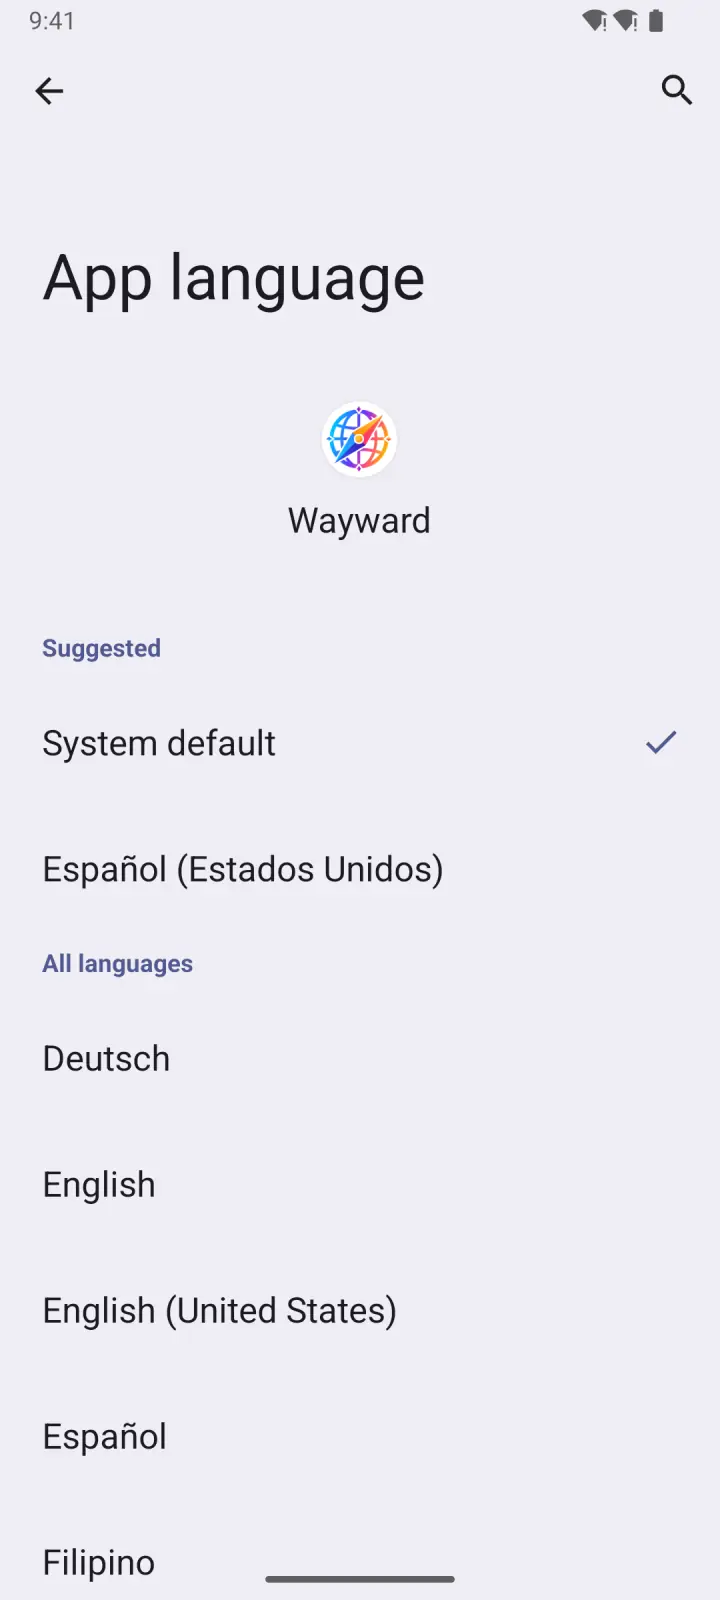 9:41
App language
Wayward
Suggested
System default
Español (Estados Unidos)
All languages
Deutsch
English
English (United States)
Español
Filipino